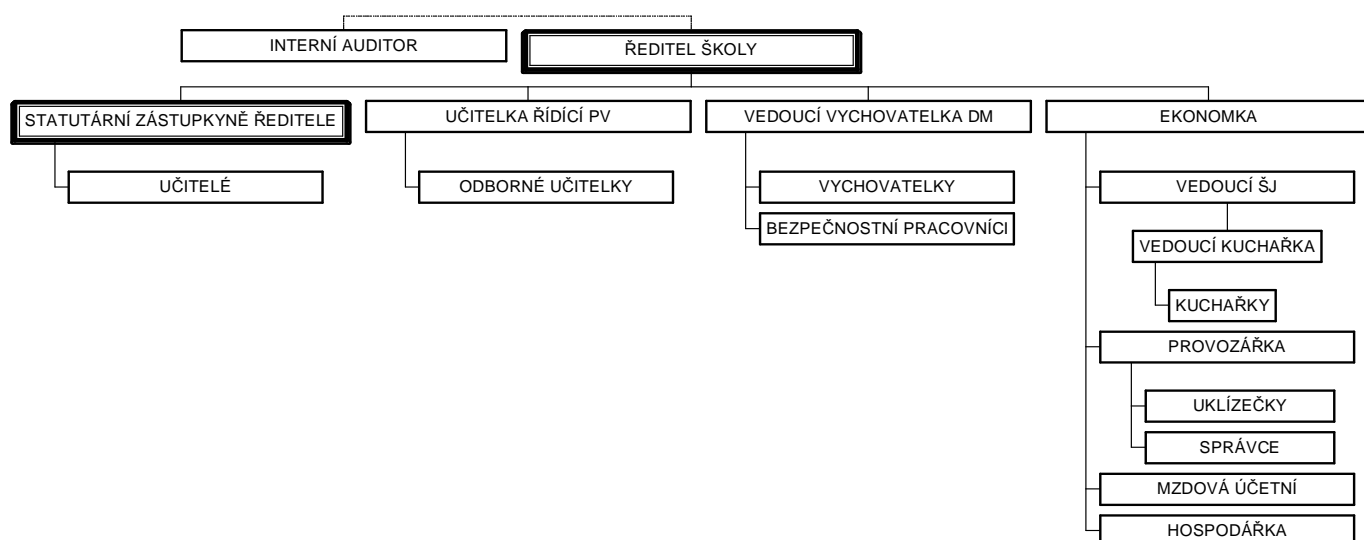 INTERNÍ AUDITOR
ŘEDITEL ŠKOLY
STATUTÁRNÍ ZÁSTUPKYNĚ ŘEDITELE
UČITELKA ŘÍDÍCÍ PV
VEDOUCÍ VYCHOVATELKA DM
EKONOMKA
UČITELÉ
ODBORNÉ UČITELKY
VYCHOVATELKY
BEZPEČNOSTNÍ PRACOVNÍCI
VEDOUCÍ ŠJ
VEDOUCÍ KUCHAŘKA
KUCHAŘKY
PROVOZÁŘKA
UKLÍZEČKY
SPRÁVCE
MZDOVÁ ÚČETNÍ
HOSPODÁŘKA